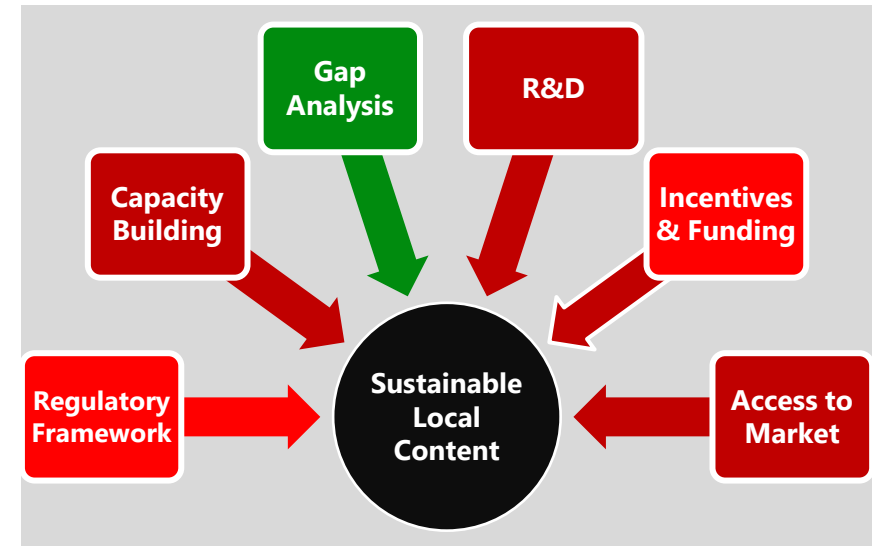 Gap
Analysis
R&D
Capacity
Building
Incentives
& Funding
Regulatory
Framework
Sustainable
Local
Content
Access to
Market